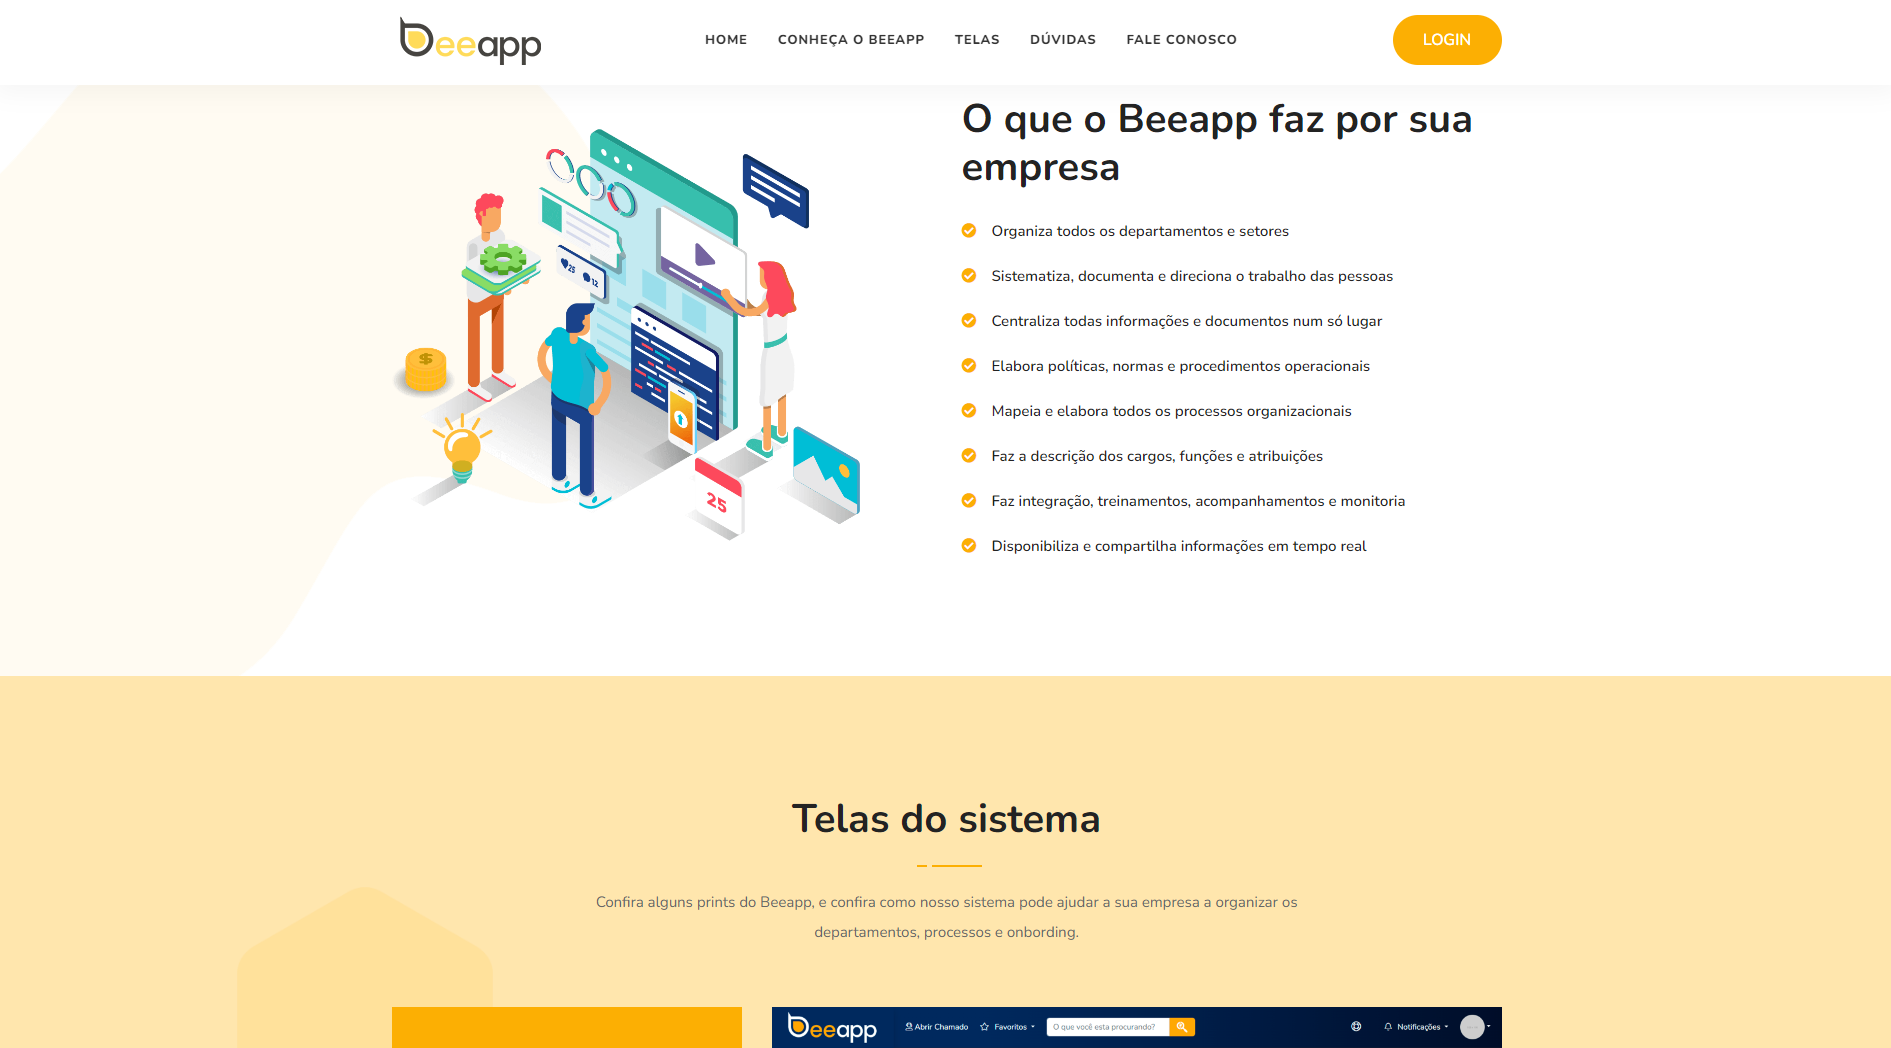 beeapp
HOME
CONHEÇA O BEEAPP
TELAS
DÚVIDAS
FALE CONOSCO
LOGIN
O que o Beeapp faz por sua
empresa
Organiza todos os departamentos e setores
Sistematiza, documenta e direciona o trabalho das pessoas
Centraliza todas informações e documentos num só lugar
Elabora políticas, normas e procedimentos operacionais
Mapeia e elabora todos os processos organizacionais
Faz a descrição dos cargos, funções e atribuições
Faz integração, treinamentos, acompanhamentos e monitoria
Disponibiliza e compartilha informações em tempo real
25
12
$
25
Telas do sistema
Confira alguns prints do Beeapp, e confira como nosso sistema pode ajudar a sua empresa a organizar os
departamentos, processos e onbording.
beeapp
Abrir Chamado
Favoritos
O que você esta procurando?
Notificações